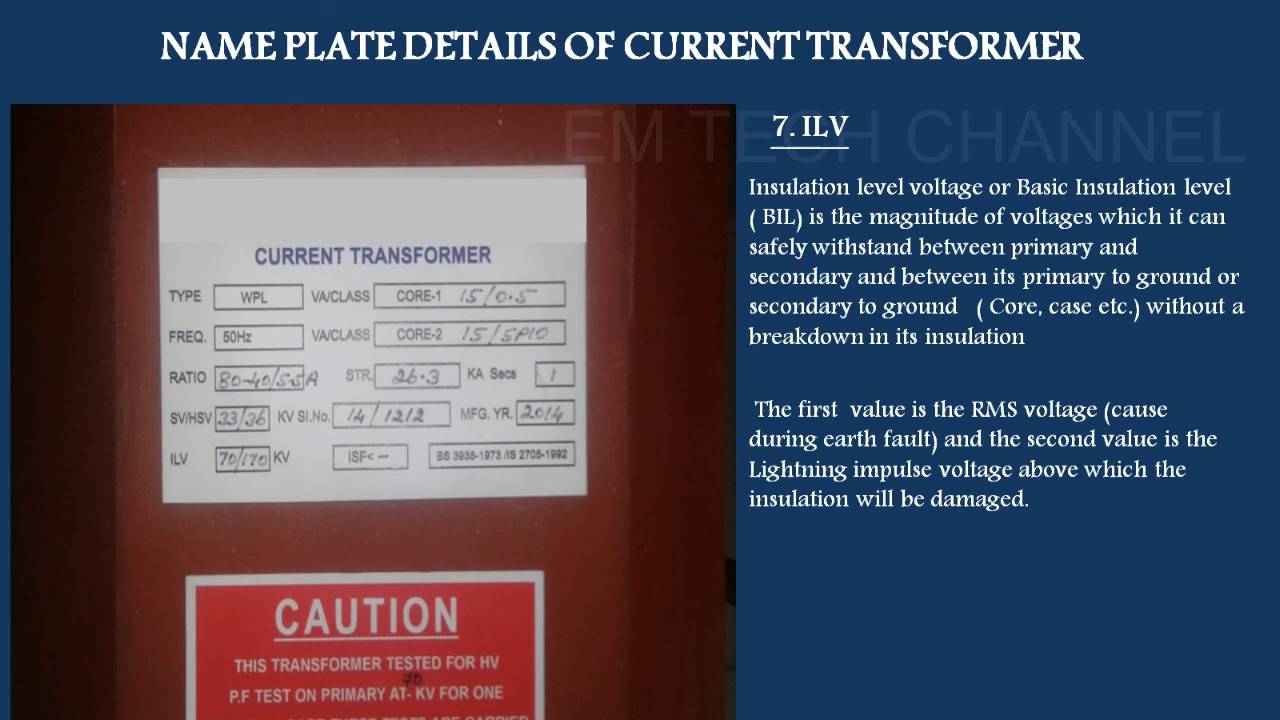 NAME PLATE DETAILS OF CURRENT TRANSFORMER
EM TECH CHANNEL
7. ILV
Insulation level voltage or Basic Insulation level
( BIL) is the magnitude of voltages which it can
safely withstand between primary and
secondary and between its primary to ground or
secondary to ground ( Core, case etc.) without a
breakdown in its insulation
The first value is the RMS voltage (cause
during earth fault) and the second value is the
Lightning impulse voltage above which the
insulation will be damaged.
CURRENT TRANSFORMER
TYPE WPL VA/CLASS CORE-1 15/0.5
FREQ. 50Hz VA/CLASS CORE-2 15/5P10
RATIO 80-40/5-5A STR. 26.3 KA Secs 1
SV/HSV 33/36 KV Sl.No. 14/1212 MFG. YR. 2014
ILV 70/170 KV ISF< - BS 3938-1973 /IS 2705-1992
CAUTION
THIS TRANSFORMER TESTED FOR HV
70
P.F TEST ON PRIMARY AT- KV FOR ONE
THESE TESTS ARE CARRIED